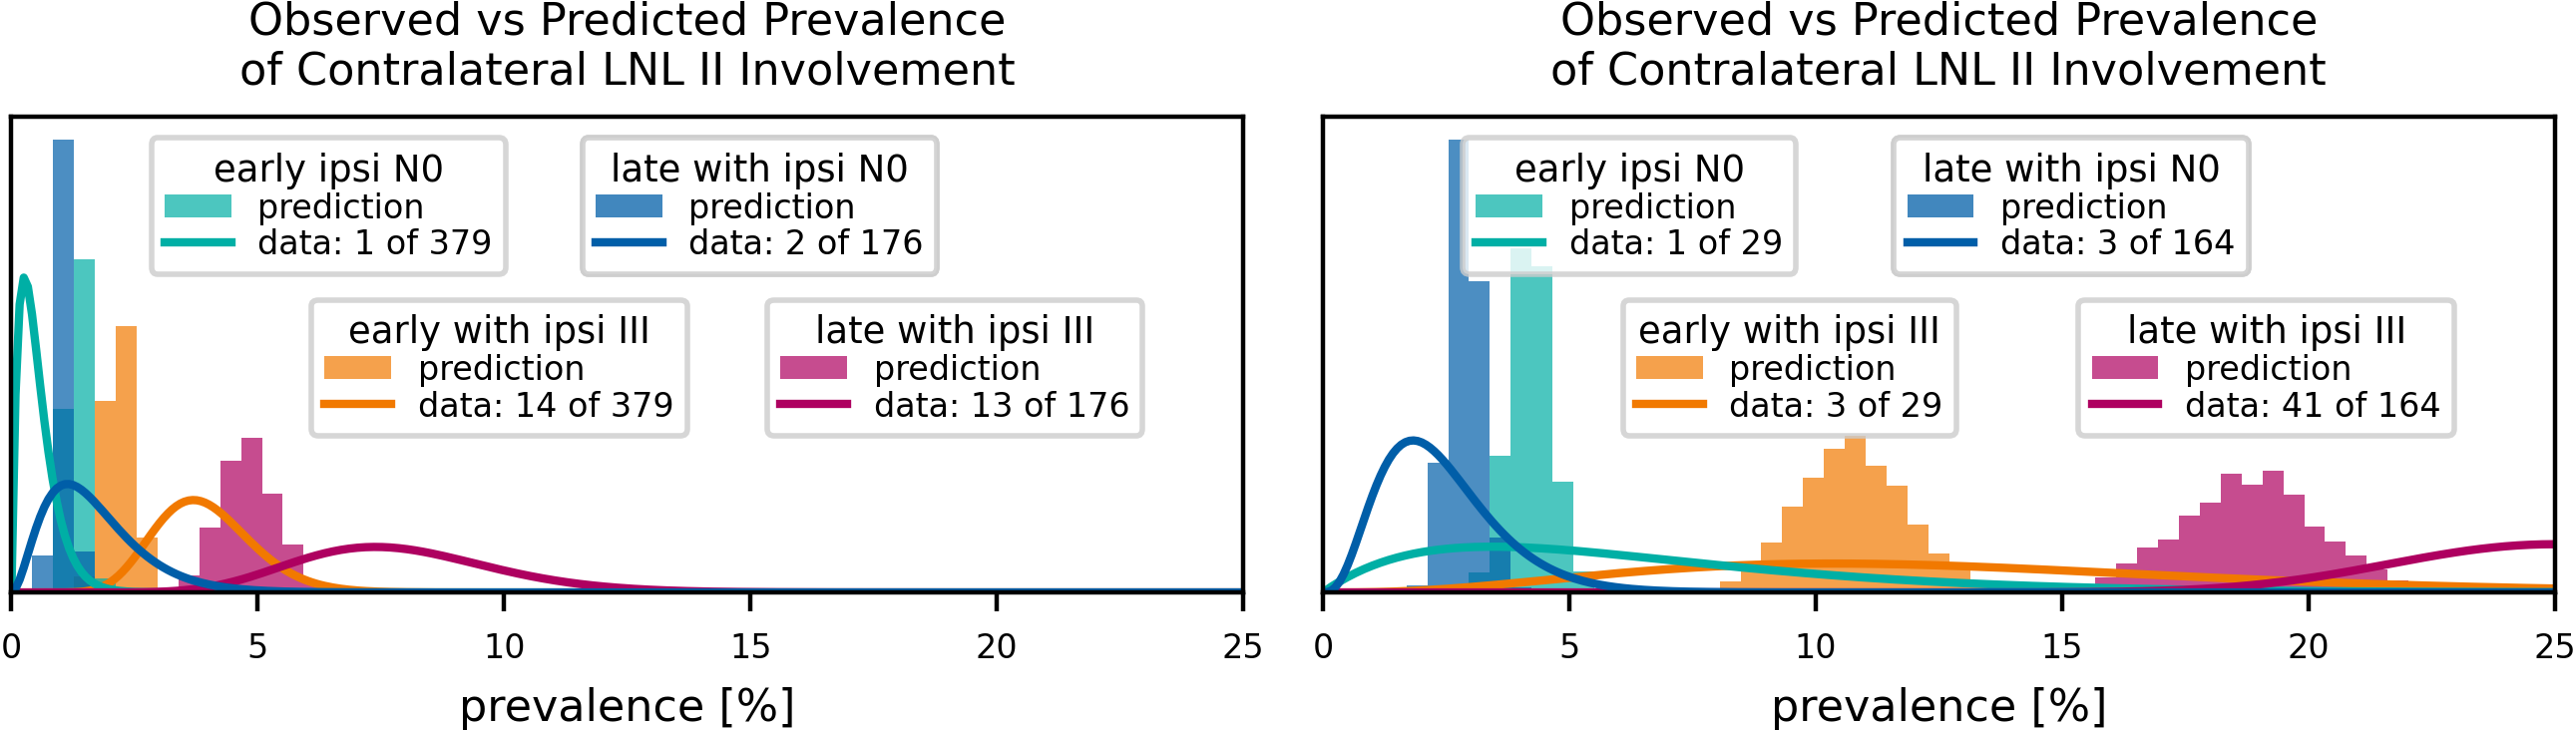 Observed vs Predicted Prevalence
of Contralateral LNL II Involvement
early ipsi N0
prediction
data: 1 of 379
late with ipsi N0
prediction
data: 2 of 176
early with ipsi III
prediction
data: 14 of 379
late with ipsi III
prediction
data: 13 of 176
0 5 10 15 20 25
prevalence [%]
Observed vs Predicted Prevalence
of Contralateral LNL II Involvement
early ipsi N0
prediction
data: 1 of 29
late with ipsi N0
prediction
data: 3 of 164
early with ipsi III
prediction
data: 3 of 29
late with ipsi III
prediction
data: 41 of 164
0 5 10 15 20 25
prevalence [%]